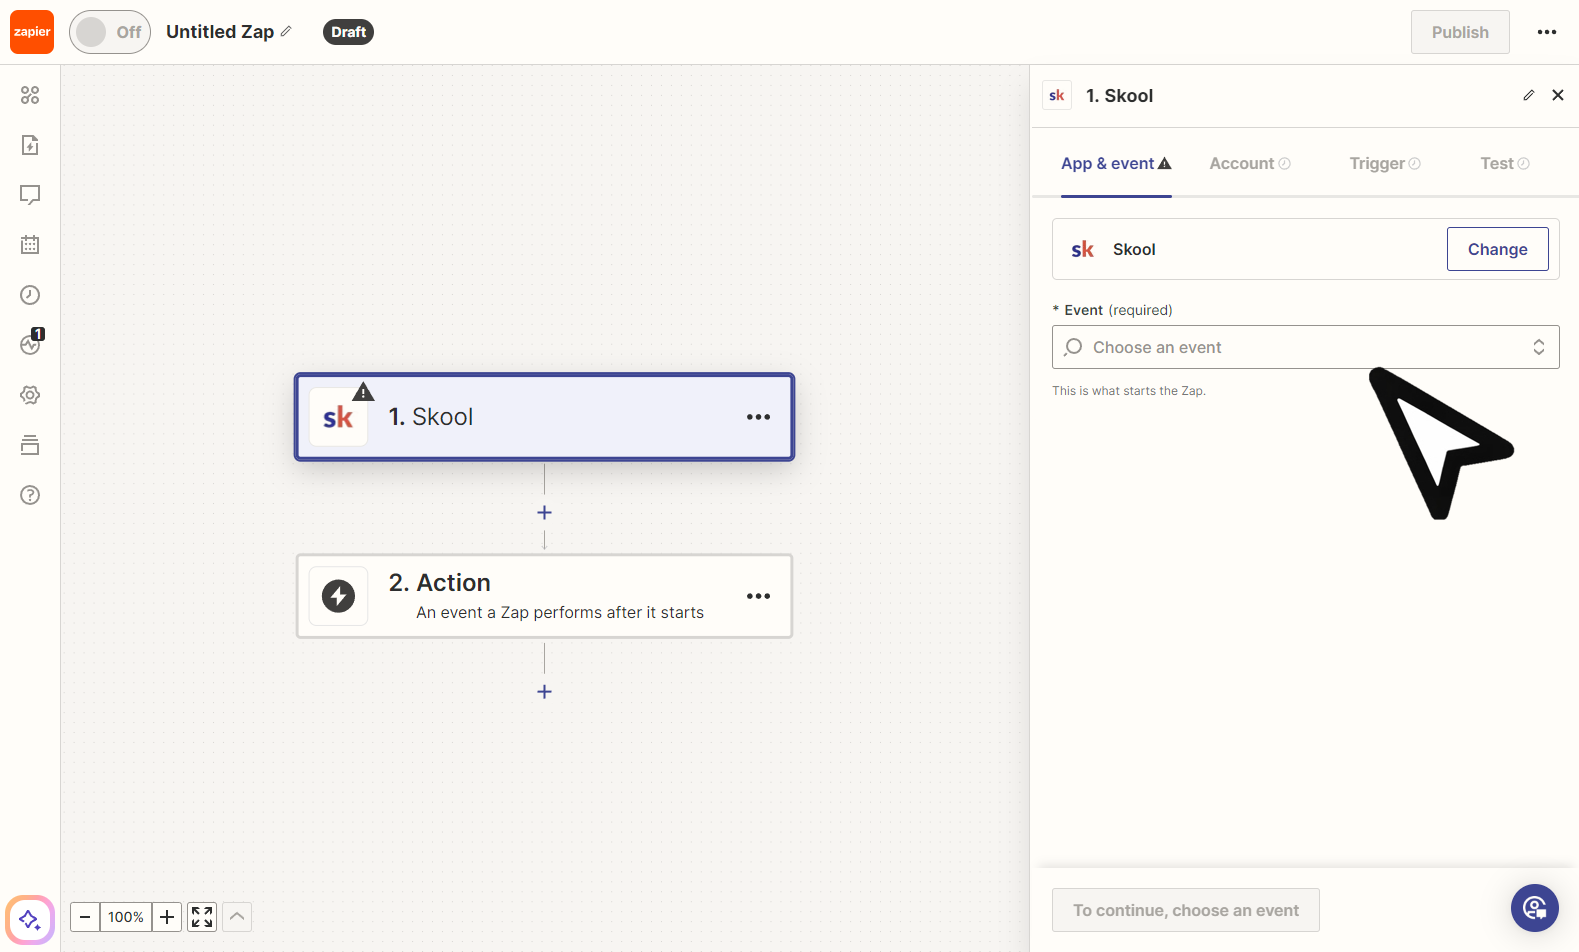 zapier
Off
Untitled Zap
Draft
Publish
1
sk
1. Skool
App & event
Account
Trigger
Test
sk
Skool
Change
* Event (required)
Choose an event
This is what starts the Zap.
sk
1. Skool
2. Action
An event a Zap performs after it starts
100%
To continue, choose an event